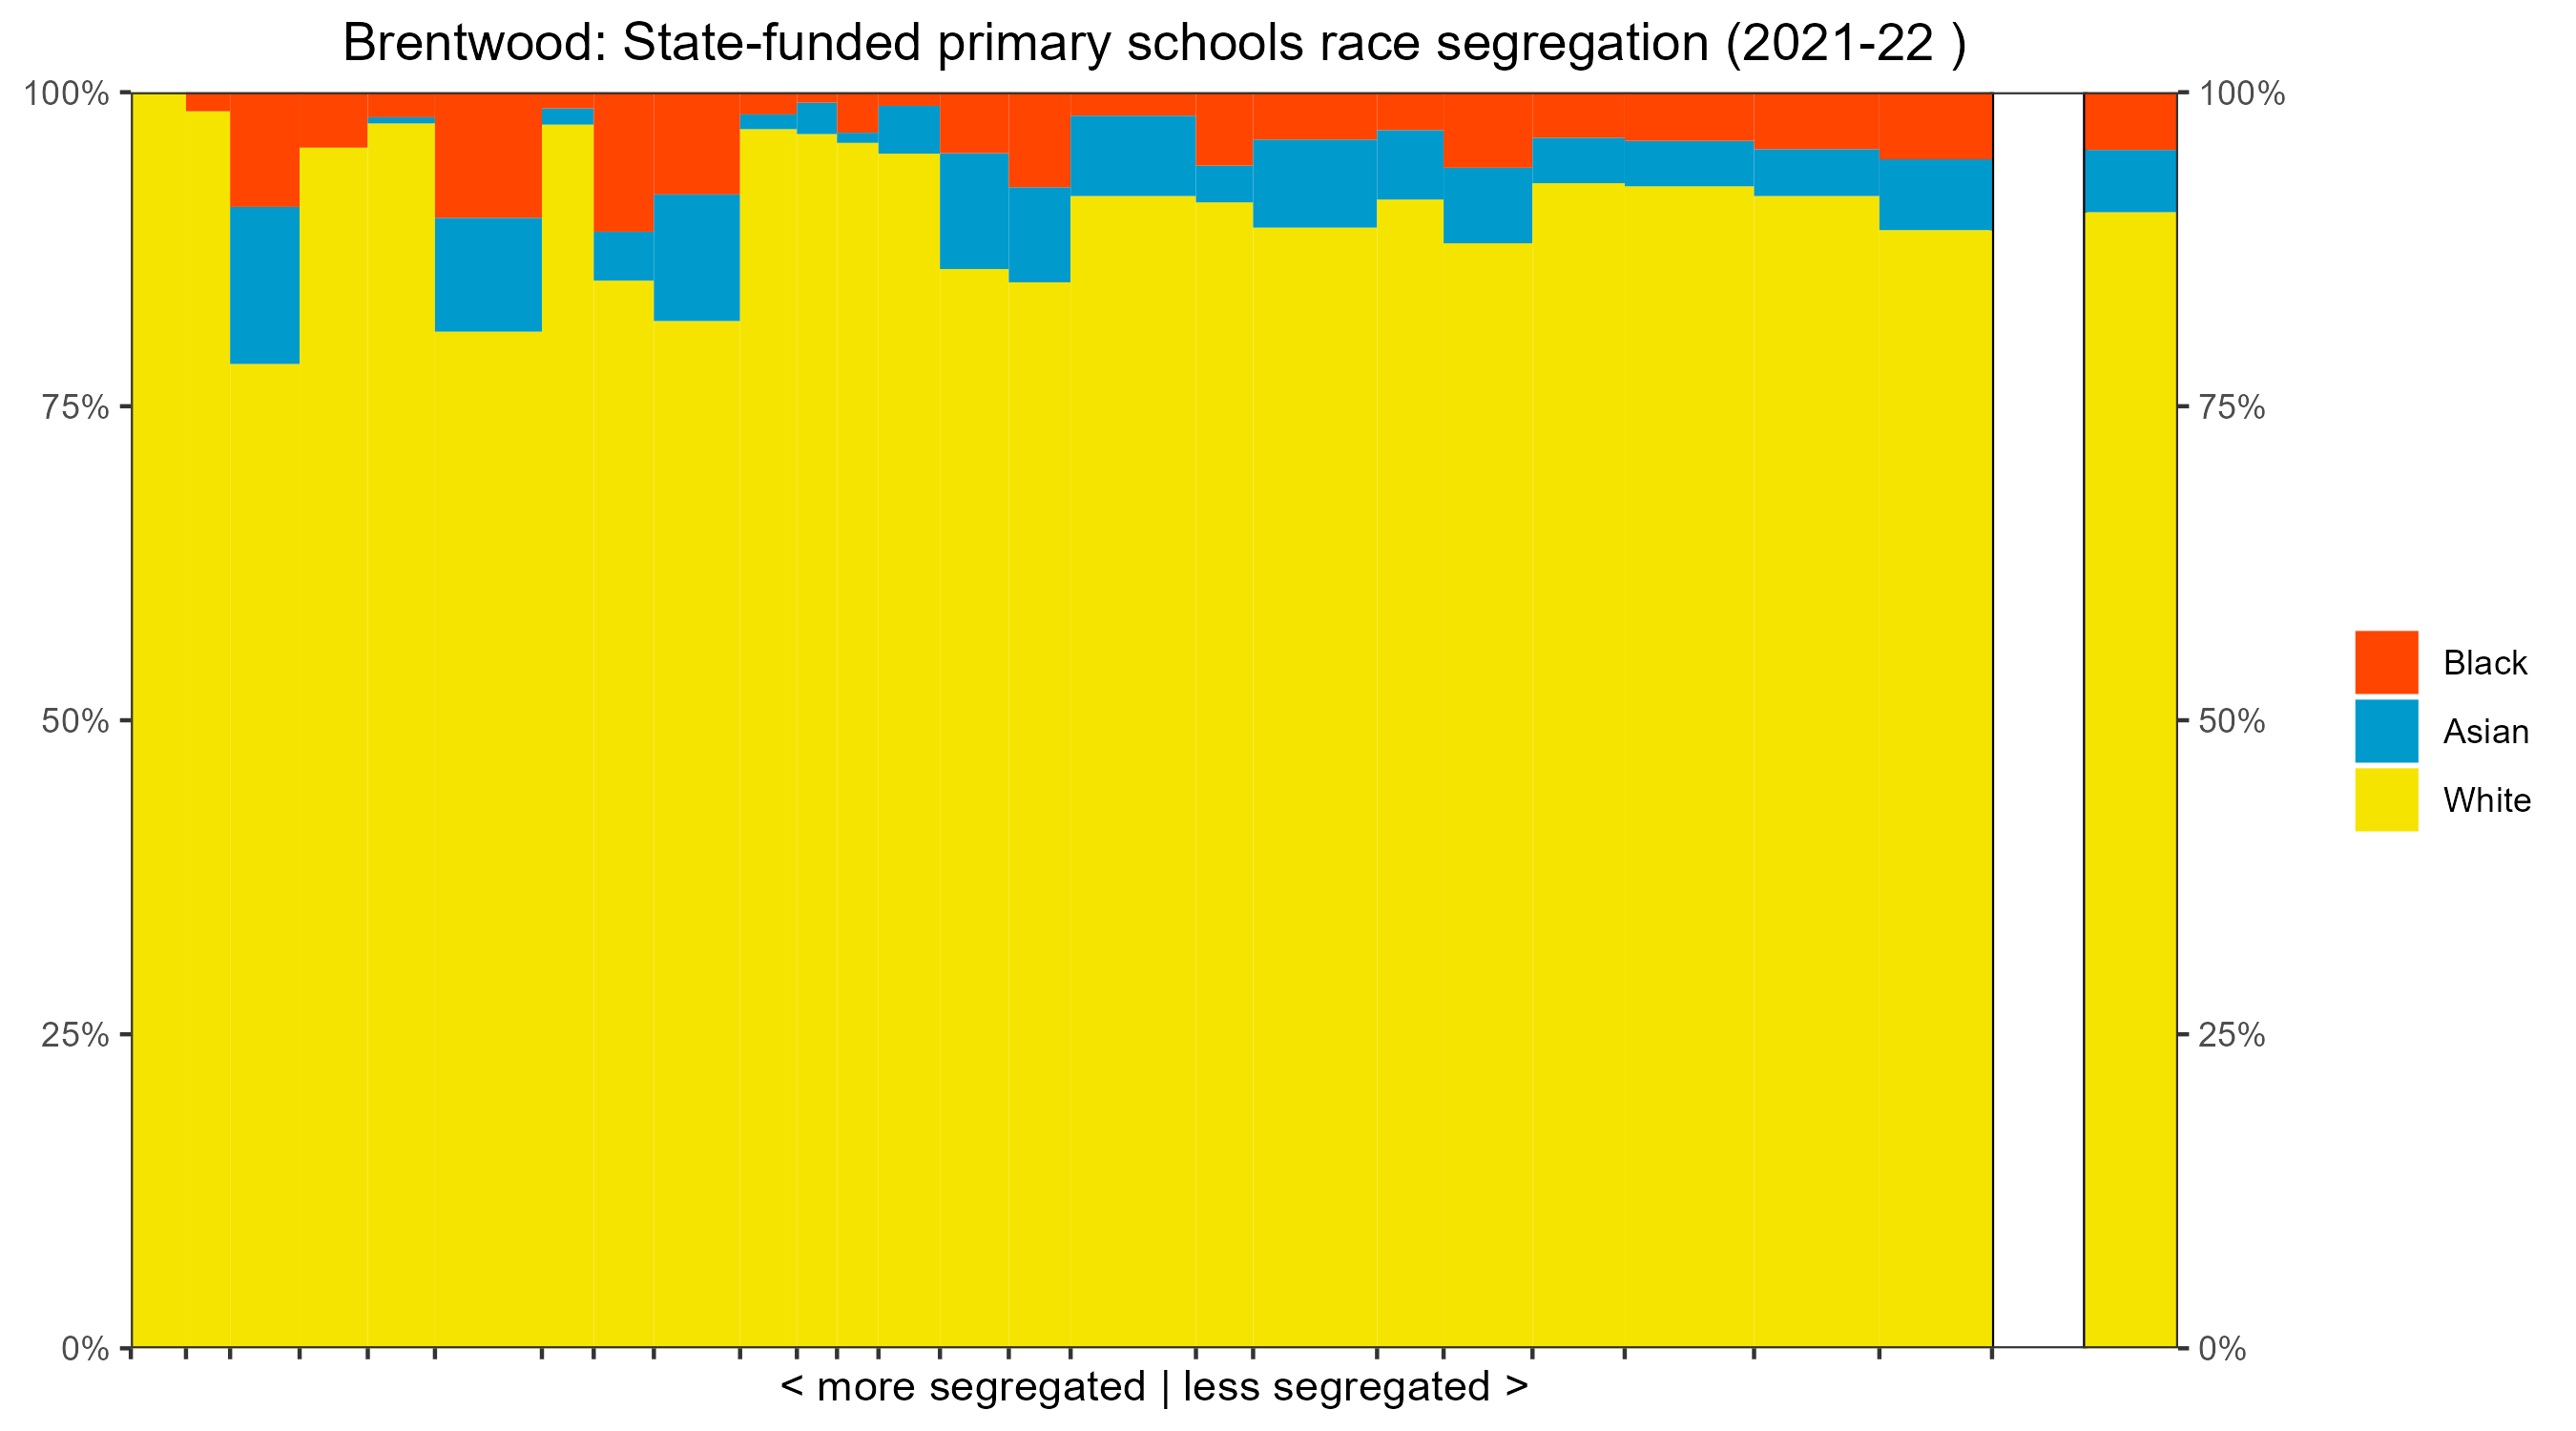 Brentwood: State-funded primary schools race segregation (2021-22 )
100%
75%
50%
25%
0%
100%
75%
50%
25%
0%
Black
Asian
White
< more segregated | less segregated >